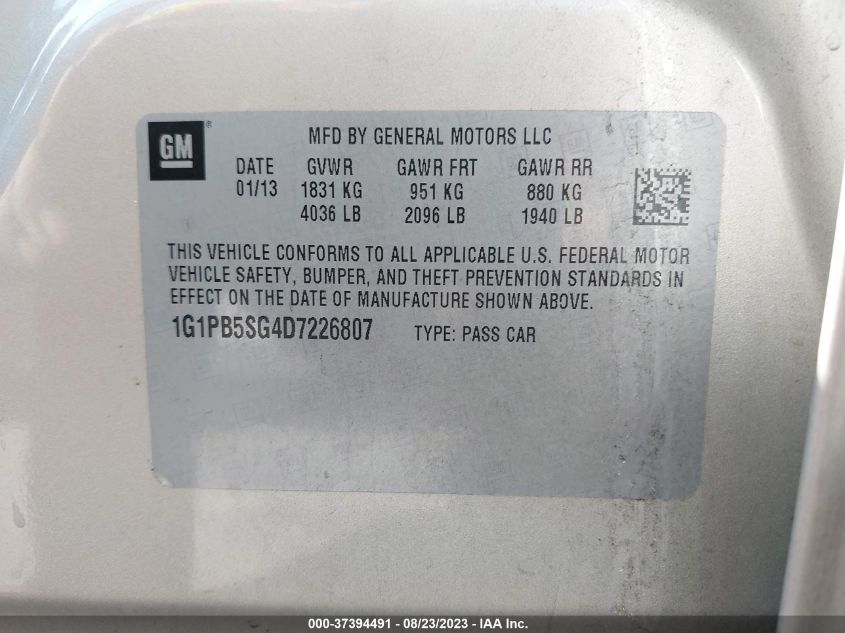 GM ®
MFD BY GENERAL MOTORS LLC
DATE GVWR GAWR FRT GAWR RR
01/13 1831 KG 951 KG 880 KG
4036 LB 2096 LB 1940 LB
THIS VEHICLE CONFORMS TO ALL APPLICABLE U.S. FEDERAL MOTOR
VEHICLE SAFETY, BUMPER, AND THEFT PREVENTION STANDARDS IN
EFFECT ON THE DATE OF MANUFACTURE SHOWN ABOVE.
1G1PB5SG4D7226807 TYPE: PASS CAR
000-37394491 - 08/23/2023 - IAA Inc.